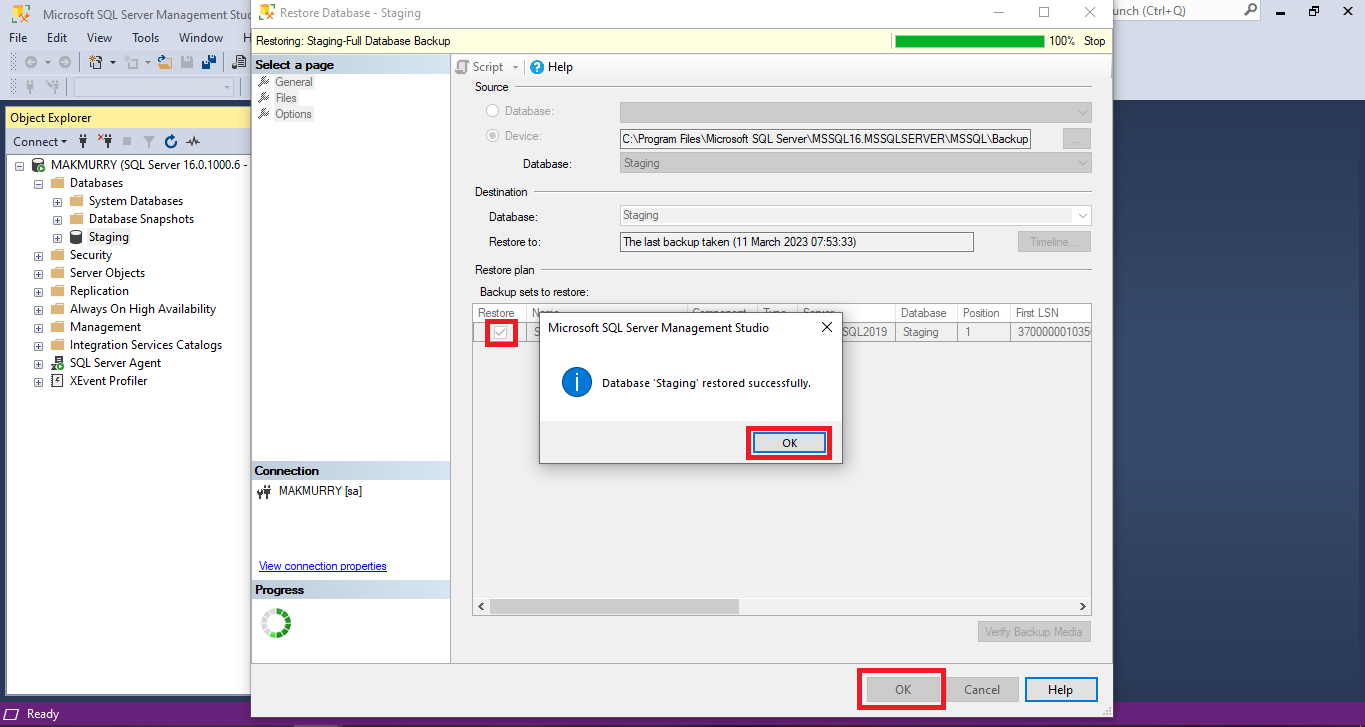 Microsoft SQL Server Management Stu
unch (Ctrl+Q)
File Edit View Tools Window H
Object Explorer
Connect
MAKMURRY (SQL Server 16.0.1000.6 -
Databases
System Databases
Database Snapshots
Staging
Security
Server Objects
Replication
Always On High Availability
Management
Integration Services Catalogs
SQL Server Agent
XEvent Profiler
Ready
Restore Database - Staging
Restoring: Staging-Full Database Backup
100% Stop
Select a page
General
Files
Options
Connection
MAKMURRY [sa]
View connection properties
Progress
Script Help
Source
Database:
Device: C:\Program Files\Microsoft SQL Server\MSSQL16.MSSQLSERVER\MSSQL\Backup ...
Database: Staging
Destination
Database: Staging
Restore to: The last backup taken (11 March 2023 07:53:33) Timeline...
Restore plan
Backup sets to restore:
Restore Name Component Type Server Database Position First LSN
S SQL2019 Staging 1 3700000010350
Microsoft SQL Server Management Studio
Database 'Staging' restored successfully.
OK
Verify Backup Media
OK Cancel Help